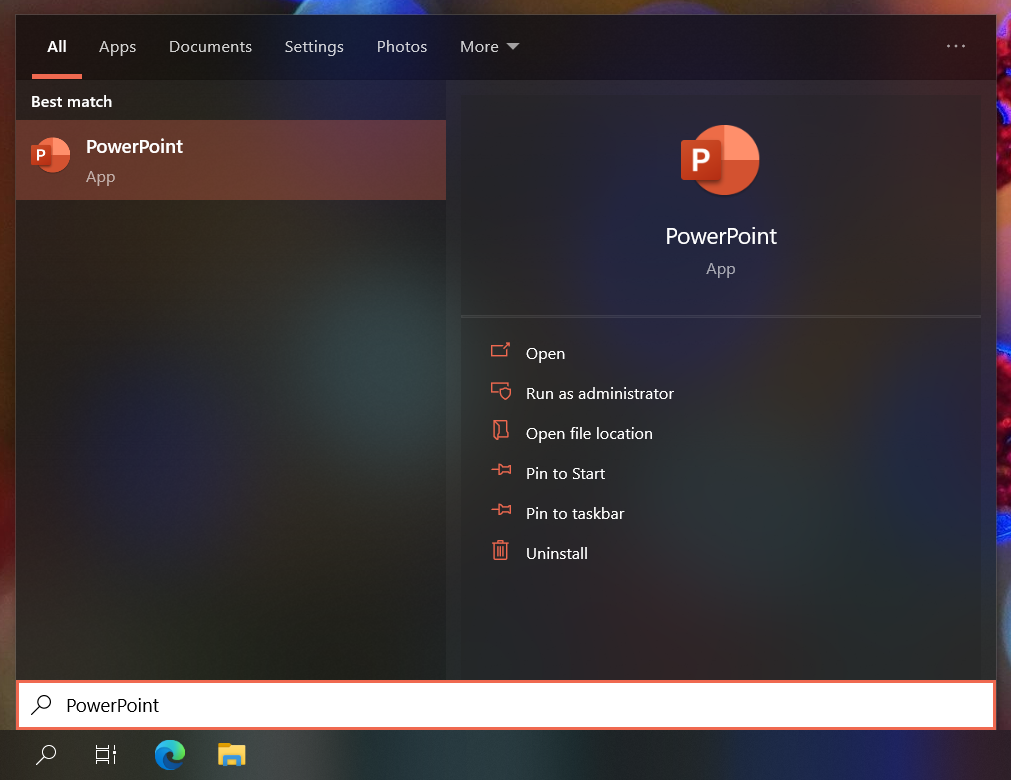 All Apps Documents Settings Photos More ...
Best match
P PowerPoint
App
P
PowerPoint
App
Open
Run as administrator
Open file location
Pin to Start
Pin to taskbar
Uninstall
PowerPoint